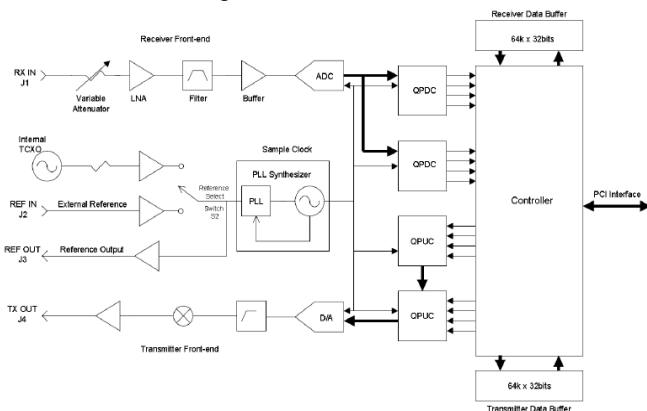 Receiver Data Buffer
64k x 32bits
Receiver Front-end
RX IN
J1
Variable
Attenuator
LNA
Filter
Buffer
ADC
QPDC
QPDC
Internal
TCXO
Sample Clock
PLL Synthesizer
PLL
Reference
Select
Switch
S2
REF IN
J2
External Reference
REF OUT
J3
Reference Output
Controller
PCI Interface
QPUC
QPUC
TX OUT
J4
D/A
Transmitter Front-end
64k x 32bits
Transmitter Data Buffer